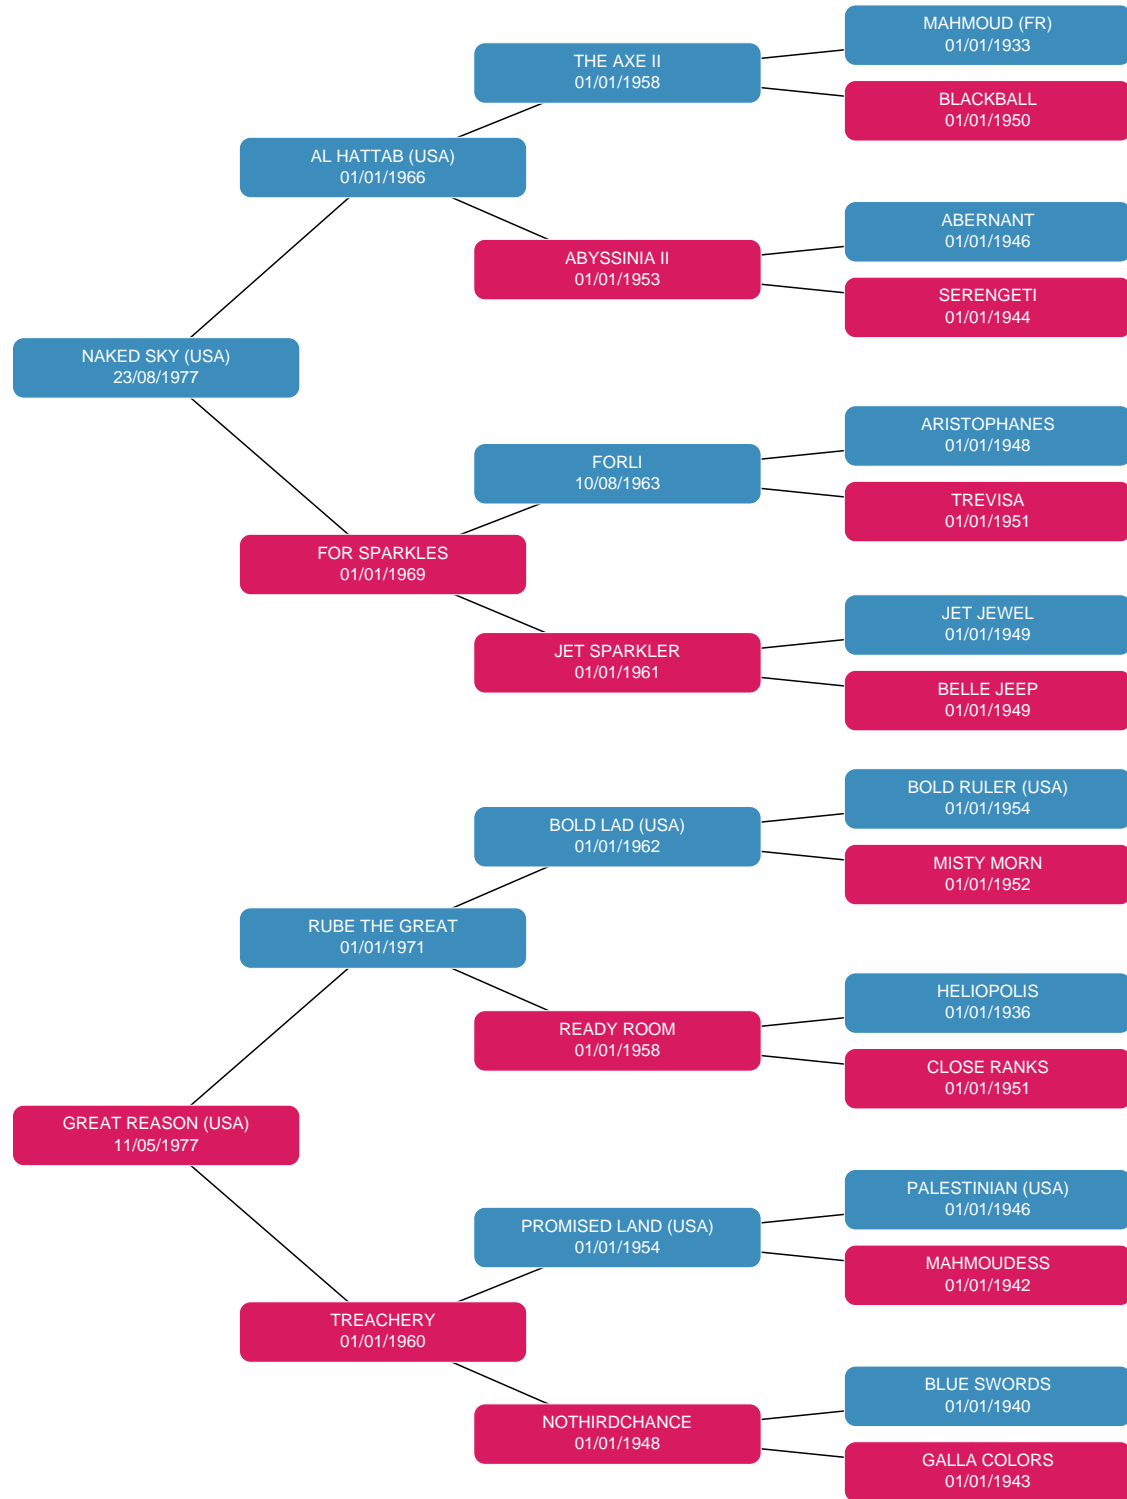 MAHMOUD (FR)
01/01/1933
THE AXE II
01/01/1958
BLACKBALL
01/01/1950
AL HATTAB (USA)
01/01/1966
ABERNANT
01/01/1946
ABYSSINIA II
01/01/1953
SERENGETI
01/01/1944
NAKED SKY (USA)
23/08/1977
ARISTOPHANES
01/01/1948
FORLI
10/08/1963
TREVISA
01/01/1951
FOR SPARKLES
01/01/1969
JET JEWEL
01/01/1949
JET SPARKLER
01/01/1961
BELLE JEEP
01/01/1949
BOLD RULER (USA)
01/01/1954
BOLD LAD (USA)
01/01/1962
MISTY MORN
01/01/1952
RUBE THE GREAT
01/01/1971
HELIOPOLIS
01/01/1936
READY ROOM
01/01/1958
CLOSE RANKS
01/01/1951
GREAT REASON (USA)
11/05/1977
PALESTINIAN (USA)
01/01/1946
PROMISED LAND (USA)
01/01/1954
MAHMOUDESS
01/01/1942
TREACHERY
01/01/1960
BLUE SWORDS
01/01/1940
NOTHIRDCHANCE
01/01/1948
GALLA COLORS
01/01/1943